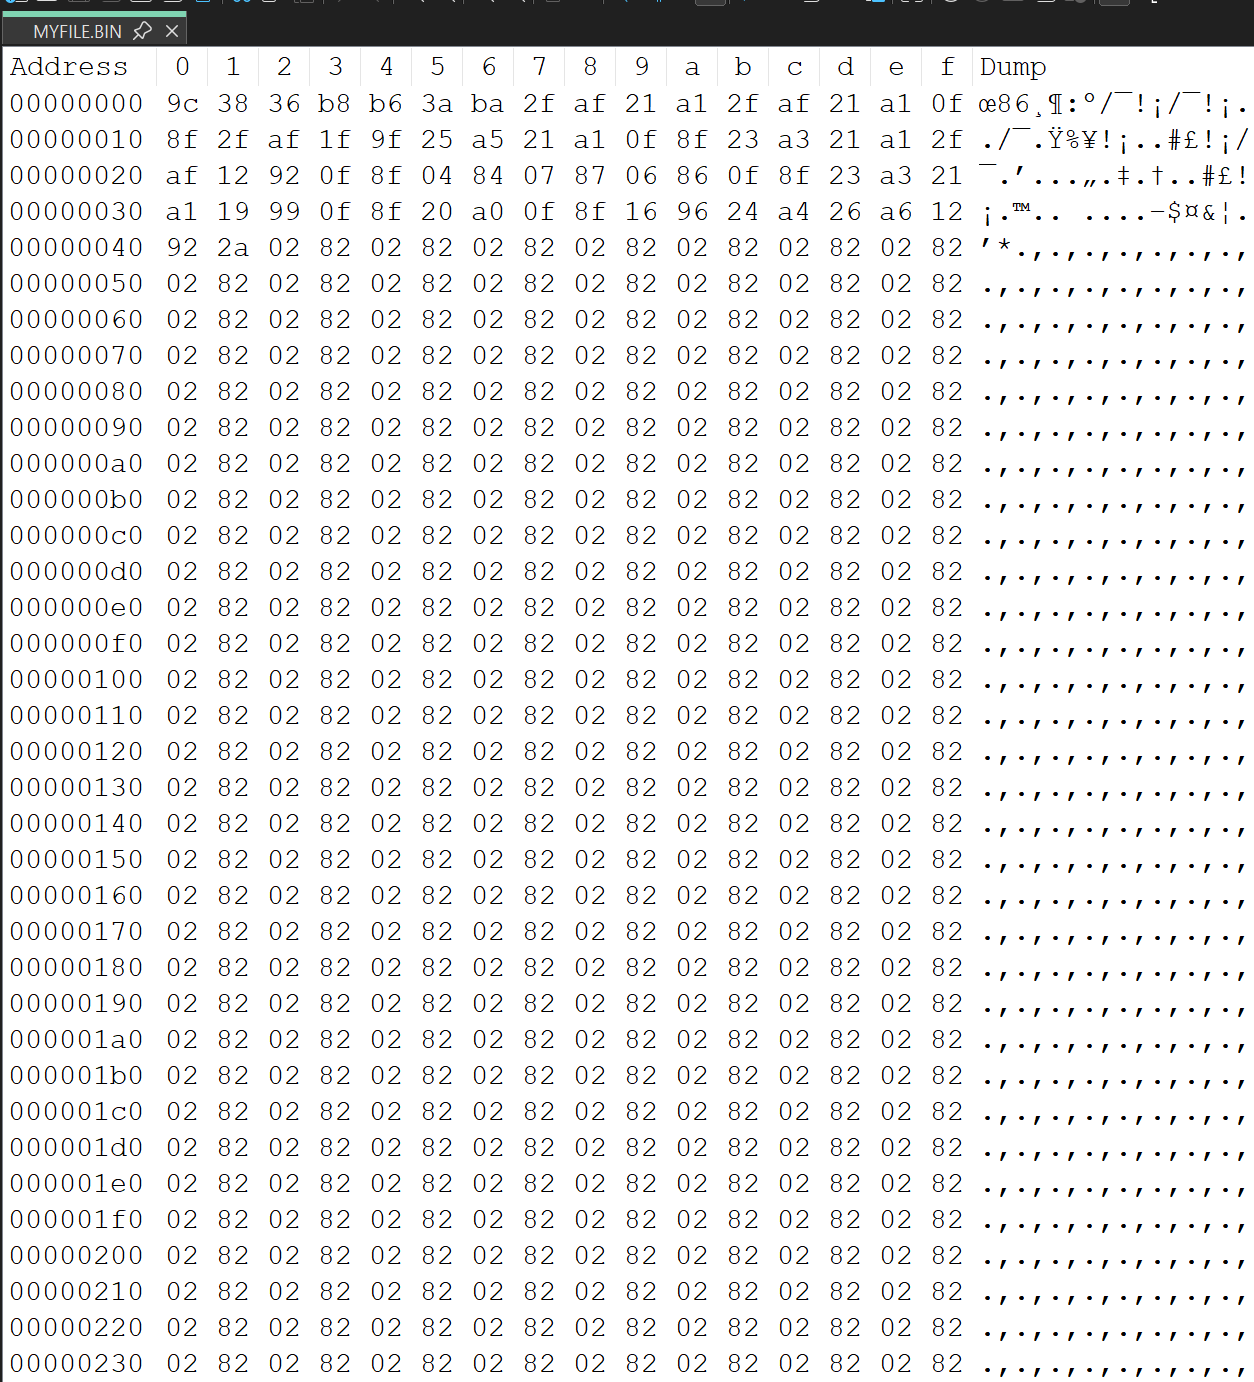 MYFILE.BIN
Address 0 1 2 3 4 5 6 7 8 9 a b c d e f Dump
00000000 9c 38 36 b8 b6 3a ba 2f af 21 a1 2f af 21 a1 0f œ86¸¶:º/¯!¡/¯!¡.
00000010 8f 2f af 1f 9f 25 a5 21 a1 0f 8f 23 a3 21 a1 2f ./¯.Ÿ%¥!¡..#£!¡/
00000020 af 12 92 0f 8f 04 84 07 87 06 86 0f 8f 23 a3 21 ¯.’...„.‡.†..#£!
00000030 a1 19 99 0f 8f 20 a0 0f 8f 16 96 24 a4 26 a6 12 ¡.™.. ....–$¤&¦.
00000040 92 2a 02 82 02 82 02 82 02 82 02 82 02 82 02 82 ’*.‚.‚.‚.‚.‚.‚.‚
00000050 02 82 02 82 02 82 02 82 02 82 02 82 02 82 02 82 .‚.‚.‚.‚.‚.‚.‚.‚
00000060 02 82 02 82 02 82 02 82 02 82 02 82 02 82 02 82 .‚.‚.‚.‚.‚.‚.‚.‚
00000070 02 82 02 82 02 82 02 82 02 82 02 82 02 82 02 82 .‚.‚.‚.‚.‚.‚.‚.‚
00000080 02 82 02 82 02 82 02 82 02 82 02 82 02 82 02 82 .‚.‚.‚.‚.‚.‚.‚.‚
00000090 02 82 02 82 02 82 02 82 02 82 02 82 02 82 02 82 .‚.‚.‚.‚.‚.‚.‚.‚
000000a0 02 82 02 82 02 82 02 82 02 82 02 82 02 82 02 82 .‚.‚.‚.‚.‚.‚.‚.‚
000000b0 02 82 02 82 02 82 02 82 02 82 02 82 02 82 02 82 .‚.‚.‚.‚.‚.‚.‚.‚
000000c0 02 82 02 82 02 82 02 82 02 82 02 82 02 82 02 82 .‚.‚.‚.‚.‚.‚.‚.‚
000000d0 02 82 02 82 02 82 02 82 02 82 02 82 02 82 02 82 .‚.‚.‚.‚.‚.‚.‚.‚
000000e0 02 82 02 82 02 82 02 82 02 82 02 82 02 82 02 82 .‚.‚.‚.‚.‚.‚.‚.‚
000000f0 02 82 02 82 02 82 02 82 02 82 02 82 02 82 02 82 .‚.‚.‚.‚.‚.‚.‚.‚
00000100 02 82 02 82 02 82 02 82 02 82 02 82 02 82 02 82 .‚.‚.‚.‚.‚.‚.‚.‚
00000110 02 82 02 82 02 82 02 82 02 82 02 82 02 82 02 82 .‚.‚.‚.‚.‚.‚.‚.‚
00000120 02 82 02 82 02 82 02 82 02 82 02 82 02 82 02 82 .‚.‚.‚.‚.‚.‚.‚.‚
00000130 02 82 02 82 02 82 02 82 02 82 02 82 02 82 02 82 .‚.‚.‚.‚.‚.‚.‚.‚
00000140 02 82 02 82 02 82 02 82 02 82 02 82 02 82 02 82 .‚.‚.‚.‚.‚.‚.‚.‚
00000150 02 82 02 82 02 82 02 82 02 82 02 82 02 82 02 82 .‚.‚.‚.‚.‚.‚.‚.‚
00000160 02 82 02 82 02 82 02 82 02 82 02 82 02 82 02 82 .‚.‚.‚.‚.‚.‚.‚.‚
00000170 02 82 02 82 02 82 02 82 02 82 02 82 02 82 02 82 .‚.‚.‚.‚.‚.‚.‚.‚
00000180 02 82 02 82 02 82 02 82 02 82 02 82 02 82 02 82 .‚.‚.‚.‚.‚.‚.‚.‚
00000190 02 82 02 82 02 82 02 82 02 82 02 82 02 82 02 82 .‚.‚.‚.‚.‚.‚.‚.‚
000001a0 02 82 02 82 02 82 02 82 02 82 02 82 02 82 02 82 .‚.‚.‚.‚.‚.‚.‚.‚
000001b0 02 82 02 82 02 82 02 82 02 82 02 82 02 82 02 82 .‚.‚.‚.‚.‚.‚.‚.‚
000001c0 02 82 02 82 02 82 02 82 02 82 02 82 02 82 02 82 .‚.‚.‚.‚.‚.‚.‚.‚
000001d0 02 82 02 82 02 82 02 82 02 82 02 82 02 82 02 82 .‚.‚.‚.‚.‚.‚.‚.‚
000001e0 02 82 02 82 02 82 02 82 02 82 02 82 02 82 02 82 .‚.‚.‚.‚.‚.‚.‚.‚
000001f0 02 82 02 82 02 82 02 82 02 82 02 82 02 82 02 82 .‚.‚.‚.‚.‚.‚.‚.‚
00000200 02 82 02 82 02 82 02 82 02 82 02 82 02 82 02 82 .‚.‚.‚.‚.‚.‚.‚.‚
00000210 02 82 02 82 02 82 02 82 02 82 02 82 02 82 02 82 .‚.‚.‚.‚.‚.‚.‚.‚
00000220 02 82 02 82 02 82 02 82 02 82 02 82 02 82 02 82 .‚.‚.‚.‚.‚.‚.‚.‚
00000230 02 82 02 82 02 82 02 82 02 82 02 82 02 82 02 82 .‚.‚.‚.‚.‚.‚.‚.‚